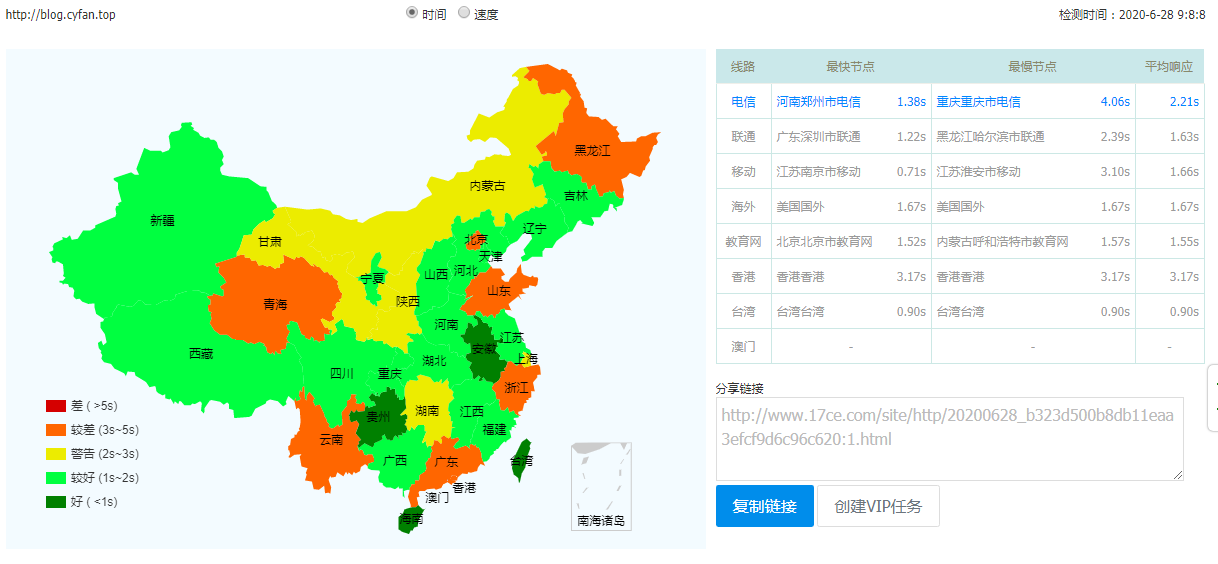 http://blog.cyfan.top
时间 速度
检测时间：2020-6-28 9:8:8
黑龙江
内蒙古
吉林
新疆
辽宁
甘肃
北京
天津
宁夏
山西
河北
山东
青海
陕西
河南
江苏
安徽
西藏
上海
湖北
四川
重庆
浙江
湖南
江西
贵州
福建
云南
广西
广东
台湾
香港
澳门
海南
南海诸岛
差 ( >5s)
较差 (3s~5s)
警告 (2s~3s)
较好 (1s~2s)
好 ( <1s)
线路 最快节点 最慢节点 平均响应
电信 河南郑州市电信 1.38s 重庆重庆市电信 4.06s 2.21s
联通 广东深圳市联通 1.22s 黑龙江哈尔滨市联通 2.39s 1.63s
移动 江苏南京市移动 0.71s 江苏淮安市移动 3.10s 1.66s
海外 美国国外 1.67s 美国国外 1.67s 1.67s
教育网 北京北京市教育网 1.52s 内蒙古呼和浩特市教育网 1.57s 1.55s
香港 香港香港 3.17s 香港香港 3.17s 3.17s
台湾 台湾台湾 0.90s 台湾台湾 0.90s 0.90s
澳门 - - -
分享链接
http://www.17ce.com/site/http/20200628_b323d500b8db11eaa
3efcf9d6c96c620:1.html
复制链接 创建VIP任务